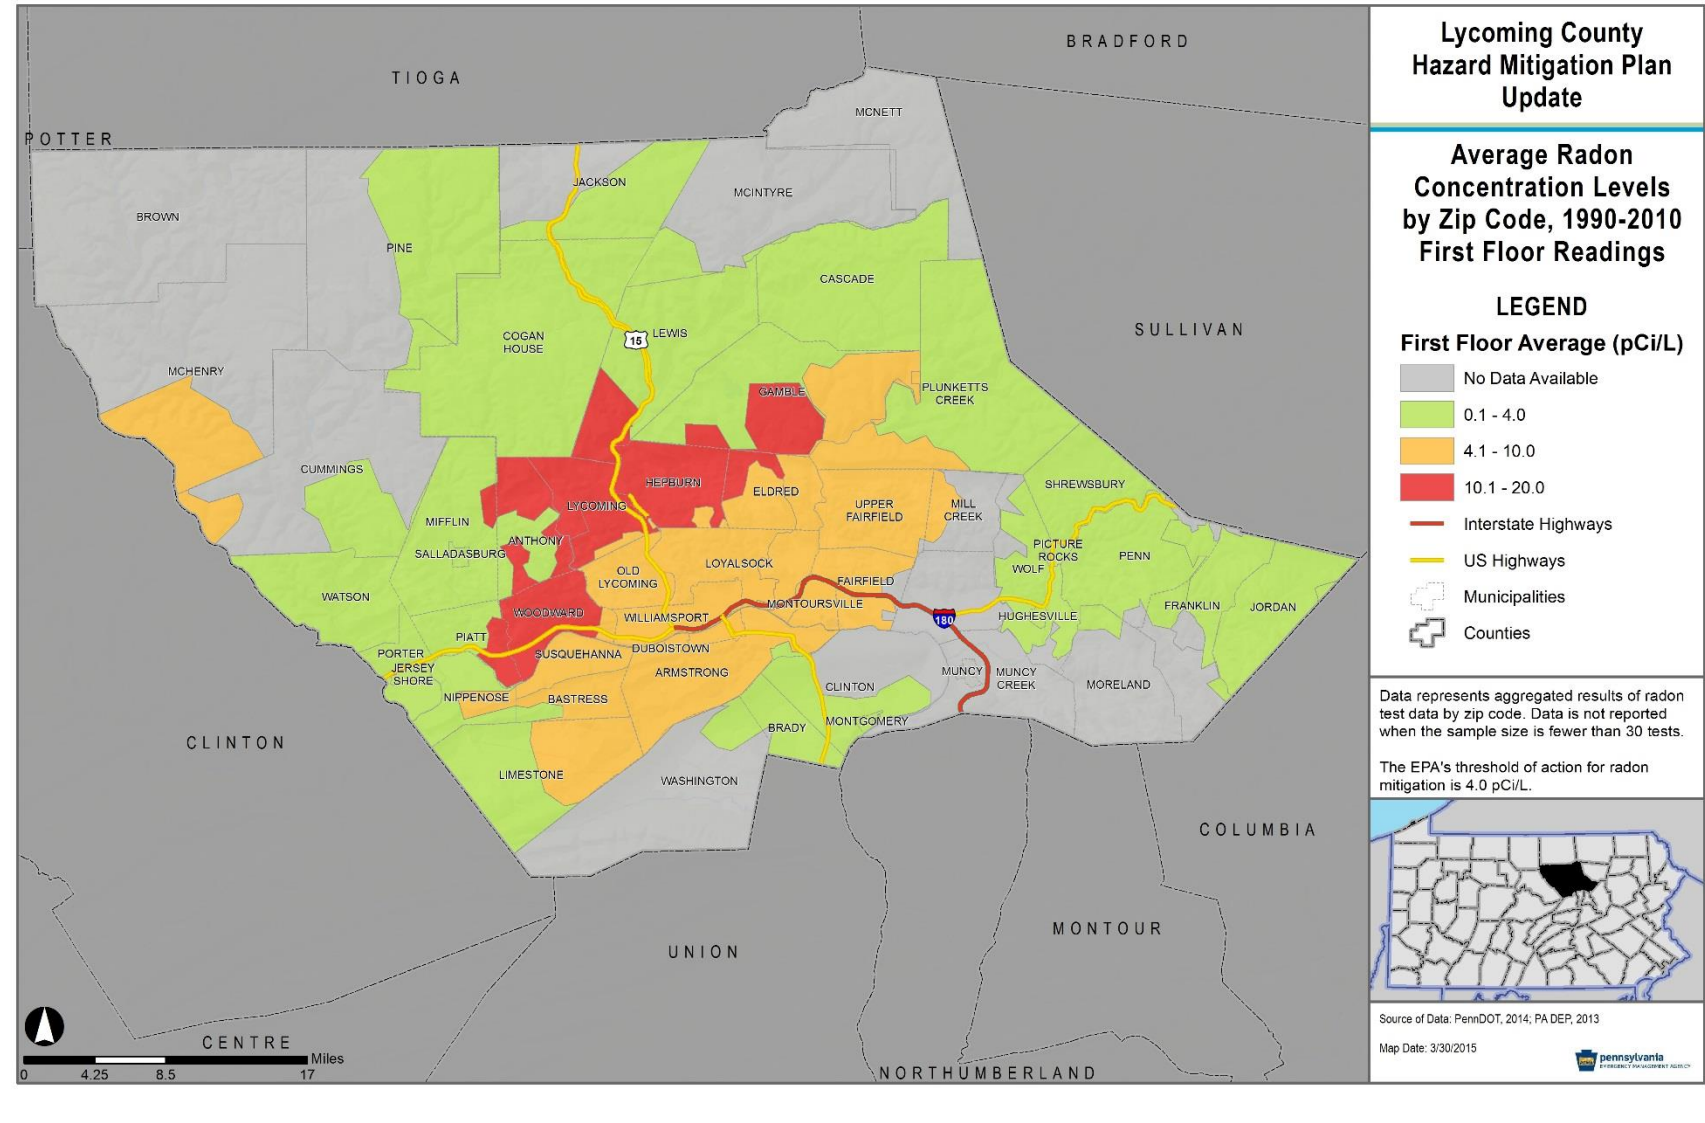 Lycoming County
Hazard Mitigation Plan
Update
Average Radon
Concentration Levels
by Zip Code, 1990-2010
First Floor Readings
LEGEND
First Floor Average (pCi/L)
No Data Available
0.1 - 4.0
4.1 - 10.0
10.1 - 20.0
Interstate Highways
US Highways
Municipalities
Counties
Data represents aggregated results of radon
test data by zip code. Data is not reported
when the sample size is fewer than 30 tests.
The EPA's threshold of action for radon
mitigation is 4.0 pCi/L.
Source of Data: PennDOT, 2014; PA DEP, 2013
Map Date: 3/30/2015
pennsylvania
EMERGENCY MANAGEMENT AGENCY
BRADFORD
TIOGA
POTTER
SULLIVAN
CLINTON
COLUMBIA
MONTOUR
UNION
CENTRE
NORTHUMBERLAND
MCNETT
JACKSON
MCINTYRE
BROWN
PINE
CASCADE
COGAN
HOUSE
15
LEWIS
MCHENRY
GAMBLE
PLUNKETTS
CREEK
CUMMINGS
HEPBURN
ELDRED
SHREWSBURY
LYCOMING
UPPER
FAIRFIELD
MILL
CREEK
MIFFLIN
ANTHONY
SALLADASBURG
PICTURE
ROCKS
PENN
WOLF
LOYALSOCK
OLD
LYCOMING
FAIRFIELD
WATSON
WOODWARD
MONTOURSVILLE
FRANKLIN
JORDAN
WILLIAMSPORT
180
HUGHESVILLE
PIATT
PORTER
SUSQUEHANNA
DUBOISTOWN
JERSEY
SHORE
ARMSTRONG
MUNCY
MUNCY
CREEK
MORELAND
CLINTON
NIPPENOSE
BASTRESS
BRADY
MONTGOMERY
LIMESTONE
WASHINGTON
Miles
0 4.25 8.5 17